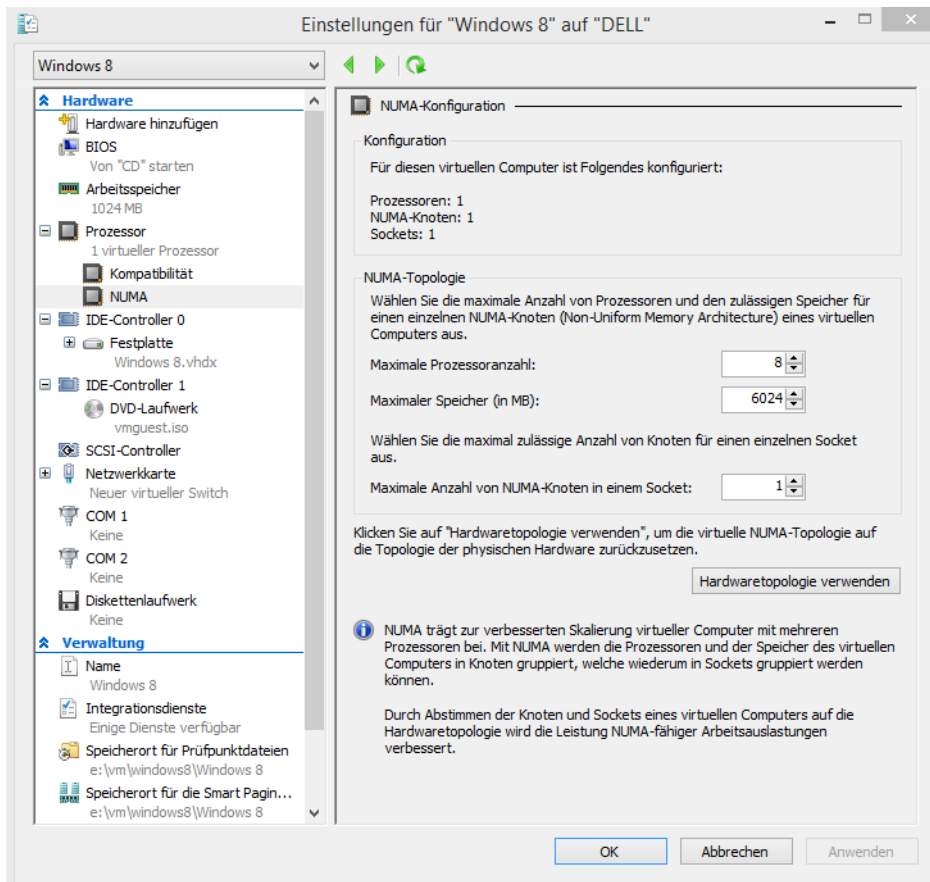 Einstellungen für "Windows 8" auf "DELL"
Windows 8
Hardware
Hardware hinzufügen
BIOS
Von "CD" starten
Arbeitsspeicher
1024 MB
Prozessor
1 virtueller Prozessor
Kompatibilität
NUMA
IDE-Controller 0
Festplatte
Windows 8.vhdx
IDE-Controller 1
DVD-Laufwerk
vmguest.iso
SCSI-Controller
Netzwerkkarte
Neuer virtueller Switch
COM 1
Keine
COM 2
Keine
Diskettenlaufwerk
Keine
Verwaltung
Name
Windows 8
Integrationsdienste
Einige Dienste verfügbar
Speicherort für Prüfpunktdateien
e:\vm\windows8\Windows 8
Speicherort für die Smart Pagin...
e:\vm\windows8\Windows 8
NUMA-Konfiguration
Konfiguration
Für diesen virtuellen Computer ist Folgendes konfiguriert:
Prozessoren: 1
NUMA-Knoten: 1
Sockets: 1
NUMA-Topologie
Wählen Sie die maximale Anzahl von Prozessoren und den zulässigen Speicher für
einen einzelnen NUMA-Knoten (Non-Uniform Memory Architecture) eines virtuellen
Computers aus.
Maximale Prozessoranzahl: 8
Maximaler Speicher (in MB): 6024
Wählen Sie die maximal zulässige Anzahl von Knoten für einen einzelnen Socket
aus.
Maximale Anzahl von NUMA-Knoten in einem Socket: 1
Klicken Sie auf "Hardwaretopologie verwenden", um die virtuelle NUMA-Topologie auf
die Topologie der physischen Hardware zurückzusetzen.
Hardwaretopologie verwenden
NUMA trägt zur verbesserten Skalierung virtueller Computer mit mehreren
Prozessoren bei. Mit NUMA werden die Prozessoren und der Speicher des virtuellen
Computers in Knoten gruppiert, welche wiederum in Sockets gruppiert werden
können.
Durch Abstimmen der Knoten und Sockets eines virtuellen Computers auf die
Hardwaretopologie wird die Leistung NUMA-fähiger Arbeitsauslastungen
verbessert.
OK
Abbrechen
Anwenden